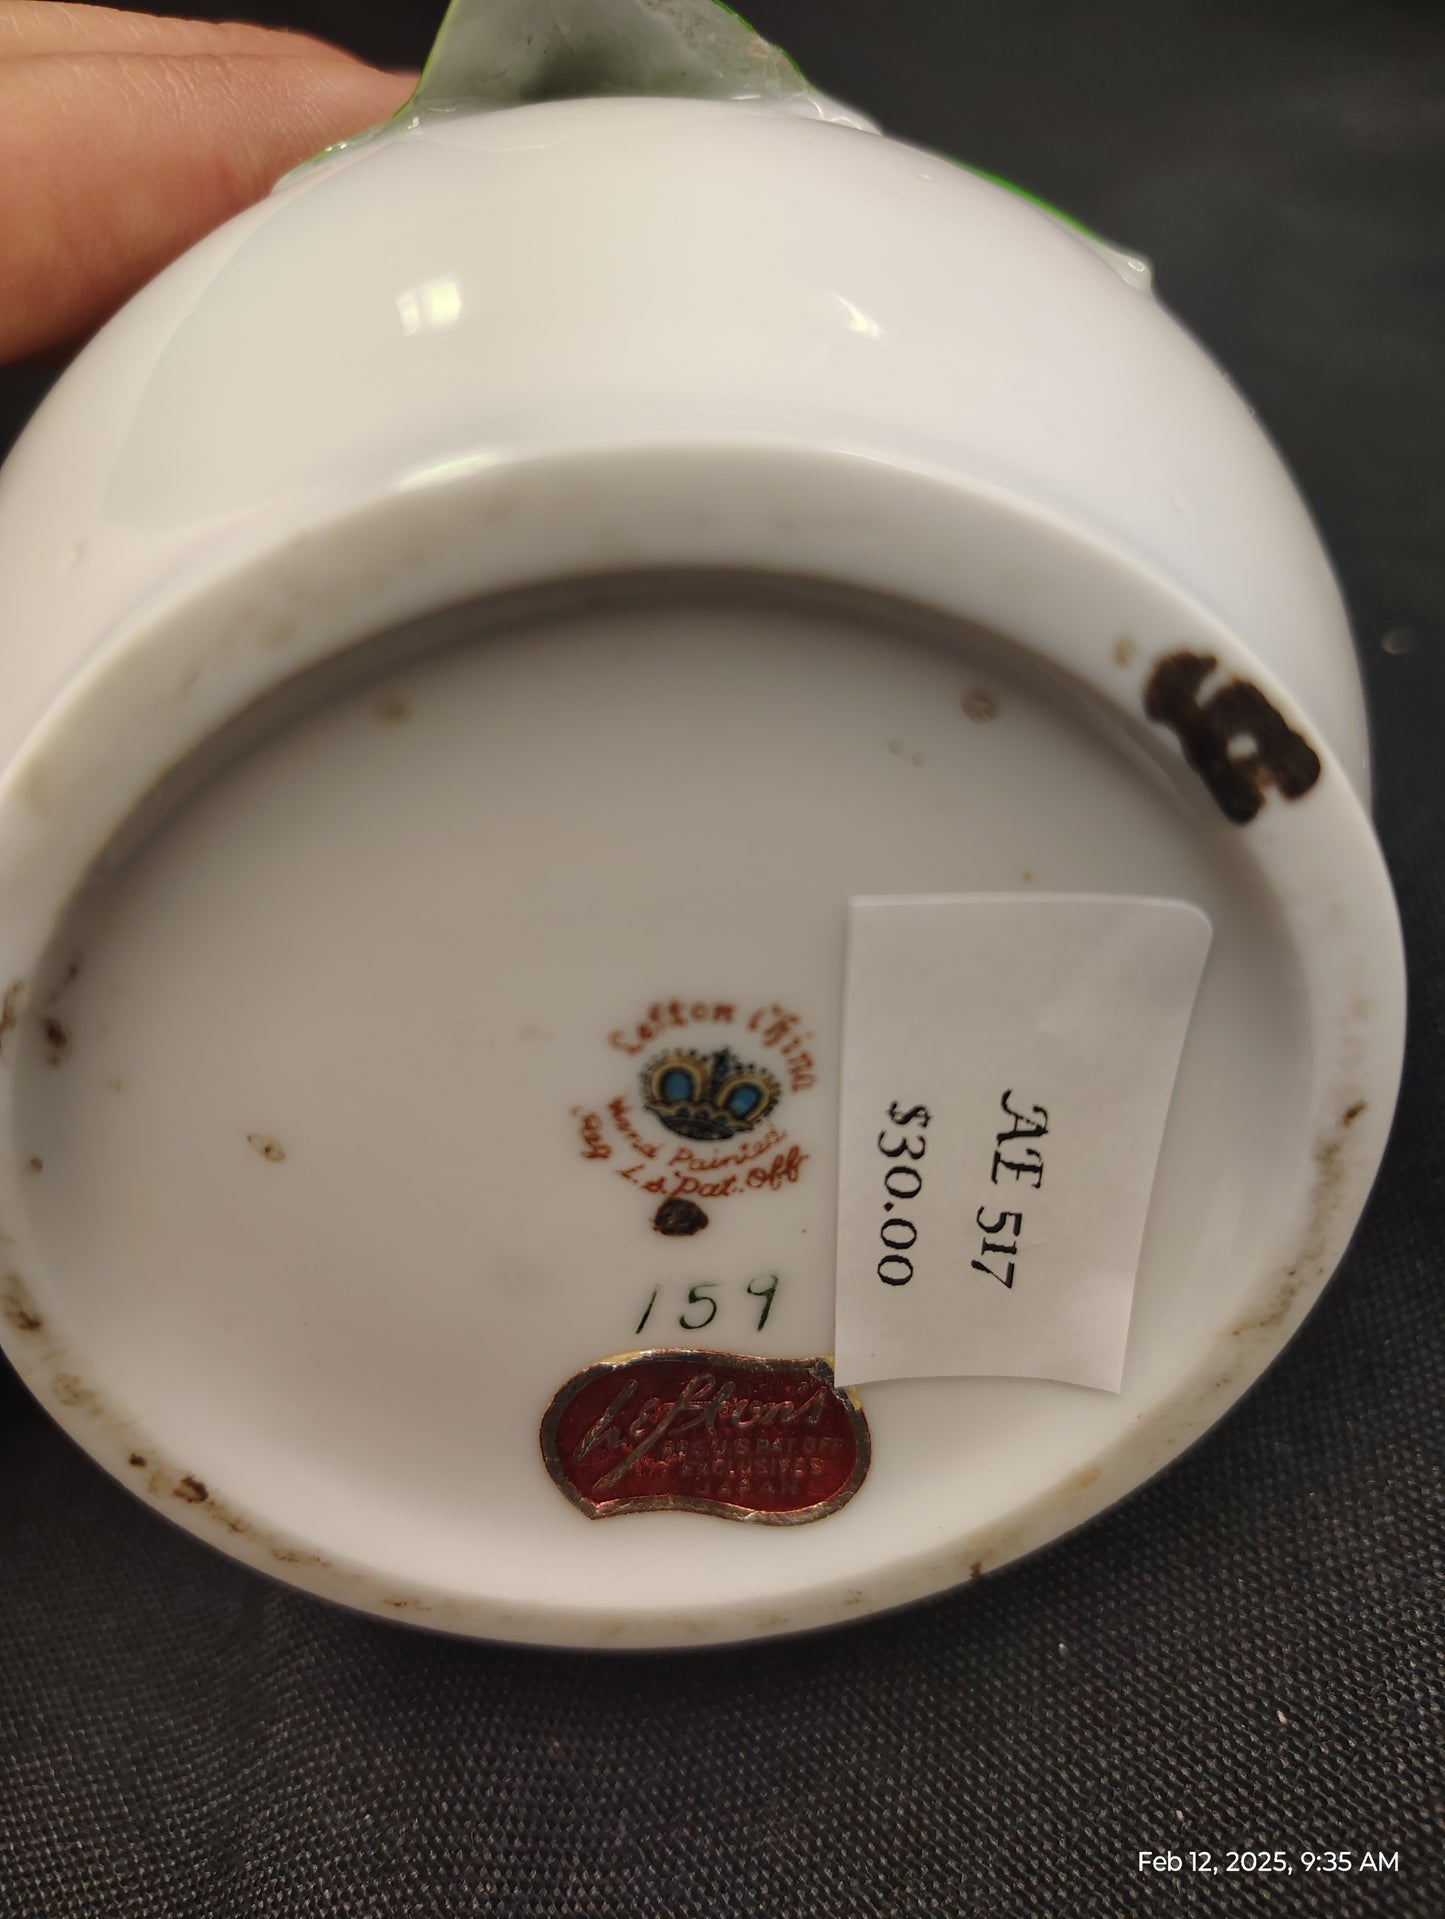 Lefton China
Hand Painted
Reg. U.S. Pat. Off.
159
Lefton's
REG. U.S. PAT. OFF.
EXCLUSIVES
JAPAN
AE 517
$30.00
Feb 12, 2025, 9:35 AM